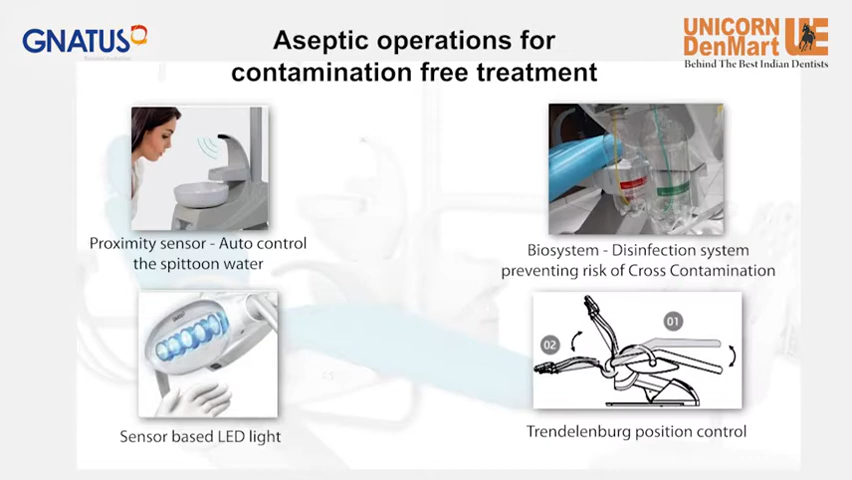 GNATUS
UNICORN
DenMart
UE
Behind The Best Indian Dentists
Aseptic operations for
contamination free treatment
Proximity sensor - Auto control
the spittoon water
Biosystem - Disinfection system
preventing risk of Cross Contamination
01
02
Sensor based LED light
Trendelenburg position control